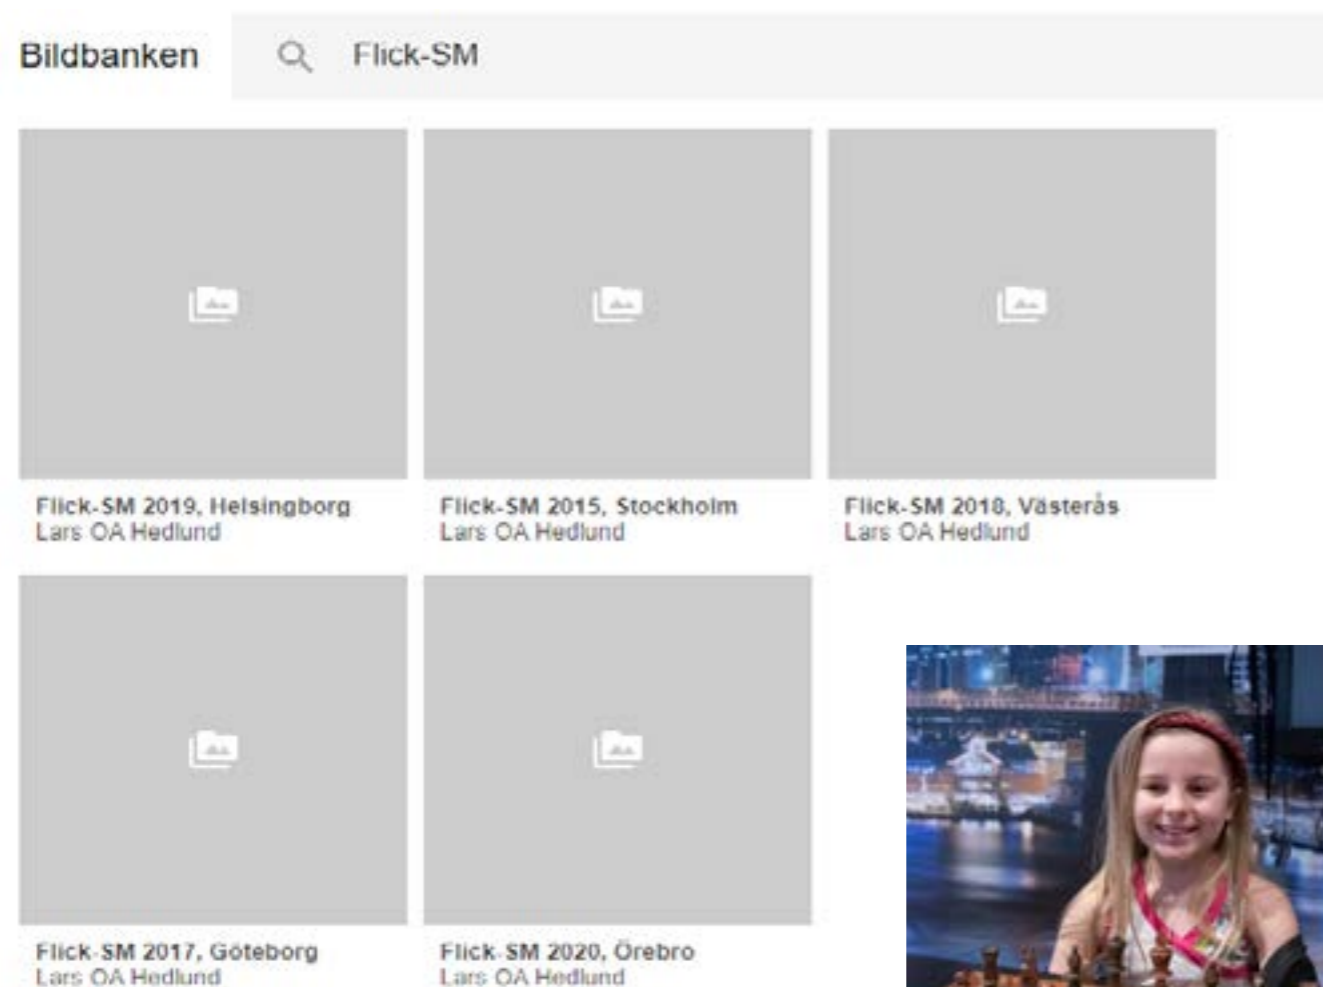 Bildbanken
Flick-SM
Flick-SM 2019, Helsingborg
Lars OA Hedlund
Flick-SM 2015, Stockholm
Lars OA Hedlund
Flick-SM 2018, Västerås
Lars OA Hedlund
Flick-SM 2017, Göteborg
Lars OA Hedlund
Flick-SM 2020, Örebro
Lars OA Hedlund